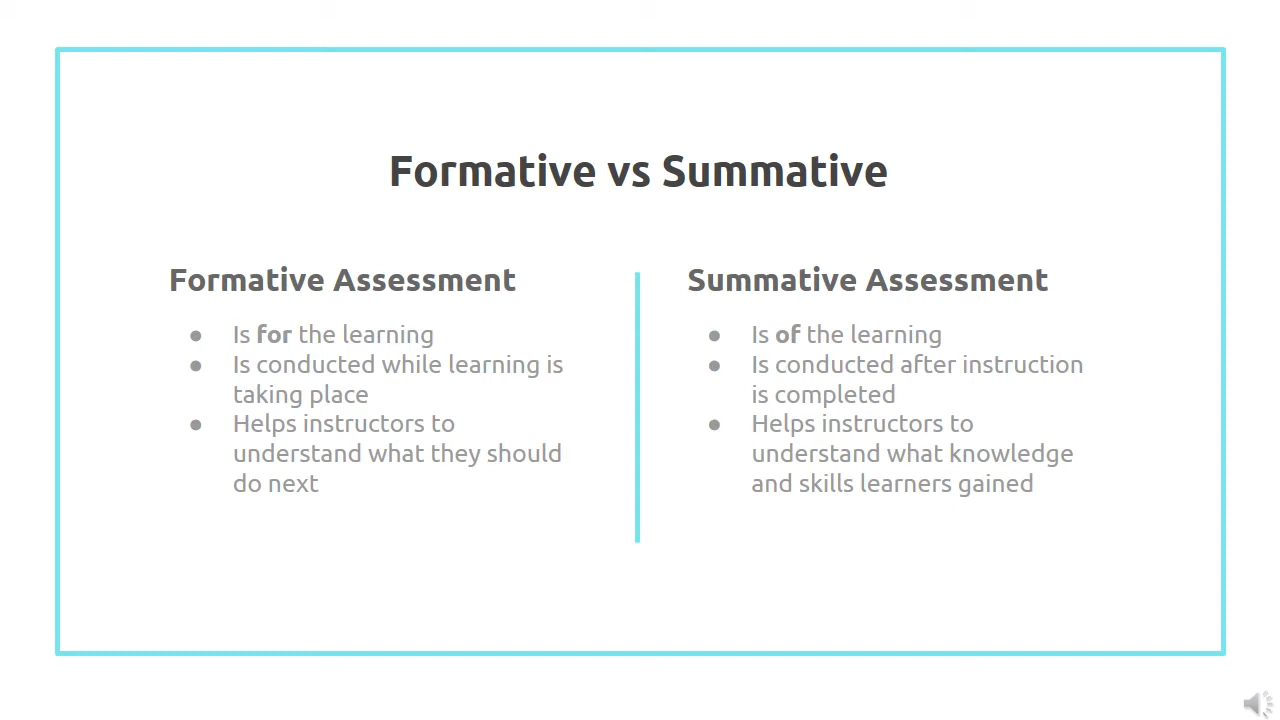 Formative vs Summative
Formative Assessment
● Is for the learning
● Is conducted while learning is
taking place
● Helps instructors to
understand what they should
do next
Summative Assessment
● Is of the learning
● Is conducted after instruction
is completed
● Helps instructors to
understand what knowledge
and skills learners gained